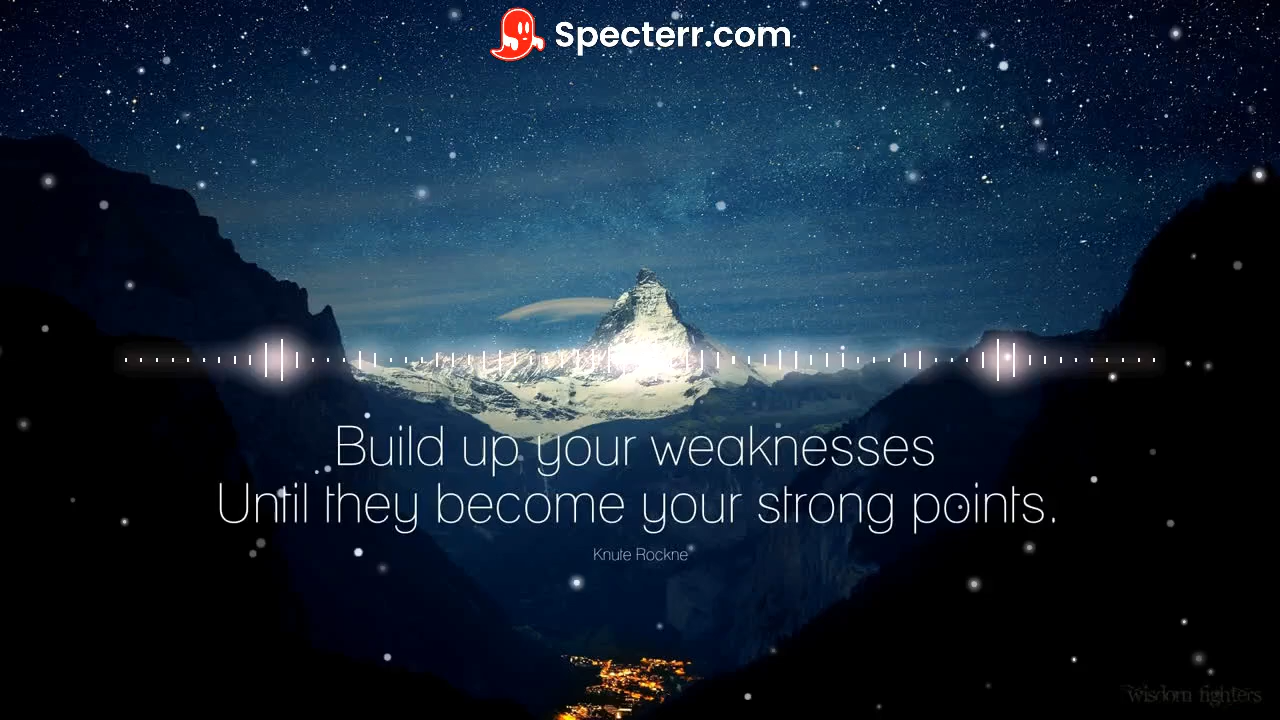 Specterr.com
Build up your weaknesses
Until they become your strong points.
Knute Rockne
wisdom fighters